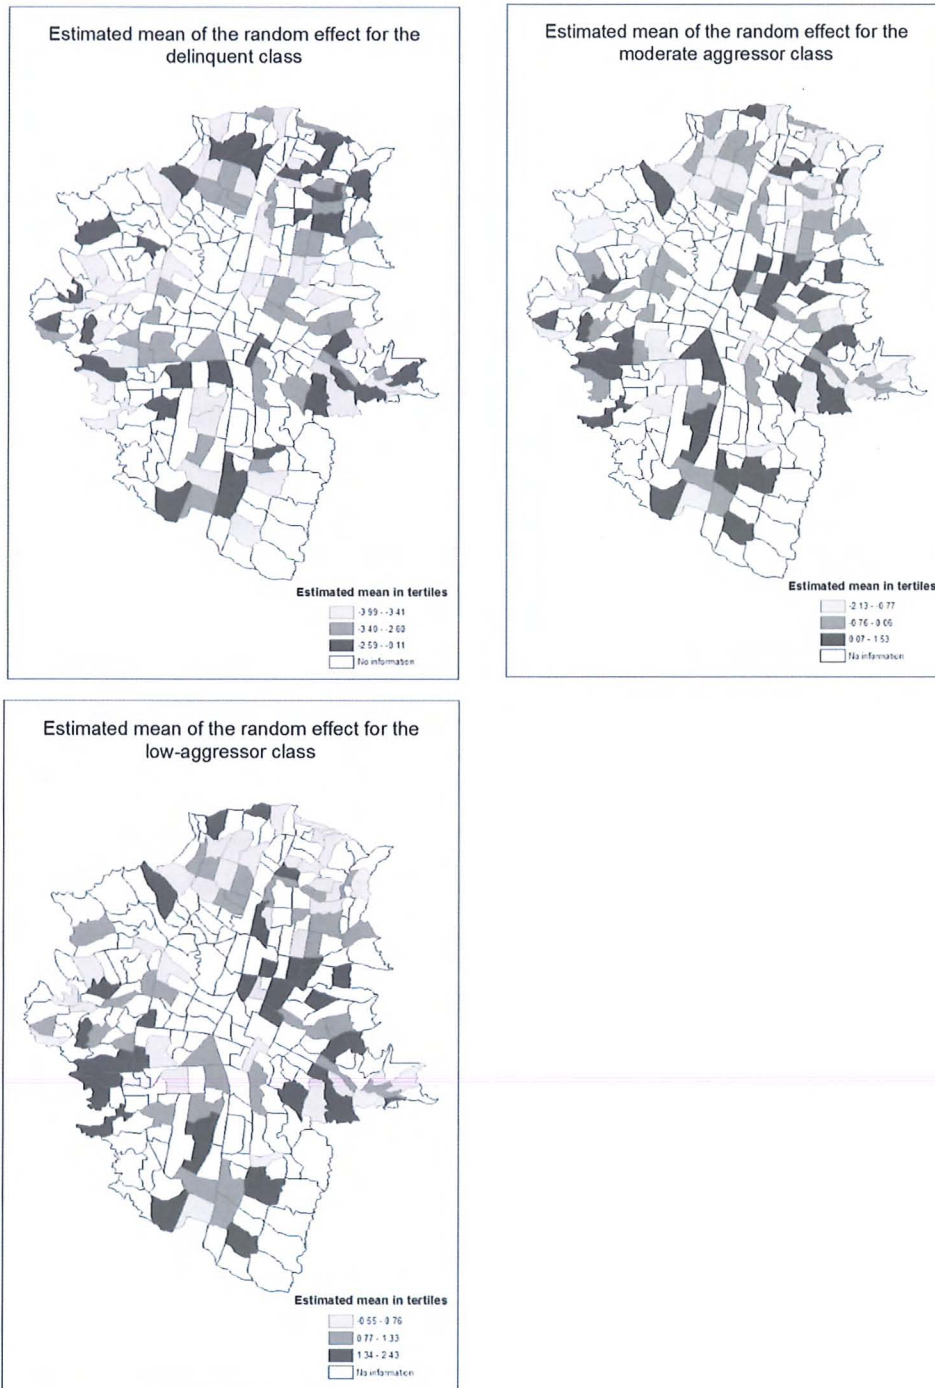 Estimated mean of the random effect for the
delinquent class
Estimated mean in tertiles
-3.99 - -3.41
-3.40 - -2.60
-2.59 - -0.11
No information
Estimated mean of the random effect for the
moderate aggressor class
Estimated mean in tertiles
-2.13 - -0.77
-0.76 - 0.06
0.07 - 1.53
No information
Estimated mean of the random effect for the
low-aggressor class
Estimated mean in tertiles
-0.55 - 0.76
0.77 - 1.33
1.34 - 2.43
No information